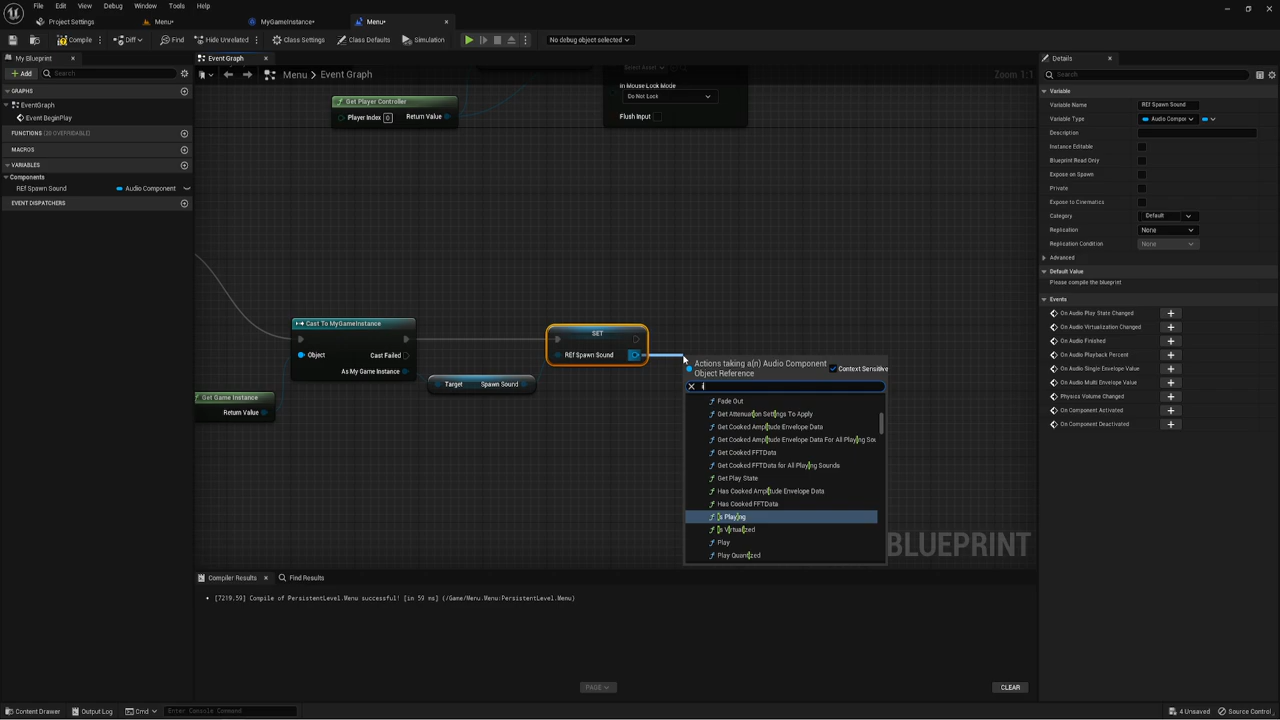 File Edit View Debug Window Tools Help
Project Settings Menu• MyGameInstance• Menu•
Compile Diff Find Hide Unrelated Class Settings Class Defaults Simulation No debug object selected
My Blueprint Event Graph Details
Add Search Menu Event Graph Zoom 1:1 Search
GRAPHS
EventGraph
Event BeginPlay
FUNCTIONS (20 OVERRIDABLE)
MACROS
VARIABLES
Components
REf Spawn Sound Audio Component
EVENT DISPATCHERS
Select Asset
In Mouse Lock Mode
Do Not Lock
Flush Input
Get Player Controller
Player Index 0 Return Value
Cast To MyGameInstance
Object Cast Failed
As My Game Instance
Get Game Instance
Return Value
Target Spawn Sound
SET
REf Spawn Sound
Actions taking a(n) Audio Component
Object Reference
Context Sensitive
i
Fade Out
Get Attenuation Settings To Apply
Get Cooked Amplitude Envelope Data
Get Cooked Amplitude Envelope Data For All Playing Sou
Get Cooked FFTData
Get Cooked FFTData for All Playing Sounds
Get Play State
Has Cooked Amplitude Envelope Data
Has Cooked FFTData
Is Playing
Is Virtualized
Play
Play Quantized
BLUEPRINT
Variable
Variable Name REf Spawn Sound
Variable Type Audio Compor
Description
Instance Editable
Blueprint Read Only
Expose on Spawn
Private
Expose to Cinematics
Category Default
Replication None
Replication Condition None
Advanced
Default Value
Please compile the blueprint
Events
On Audio Play State Changed
On Audio Virtualization Changed
On Audio Finished
On Audio Playback Percent
On Audio Single Envelope Value
On Audio Multi Envelope Value
Physics Volume Changed
On Component Activated
On Component Deactivated
Compiler Results Find Results
• [7219.59] Compile of PersistentLevel.Menu successful! [in 59 ms] (/Game/Menu.Menu:PersistentLevel.Menu)
PAGE CLEAR
Content Drawer Output Log Cmd Enter Console Command 4 Unsaved Source Control